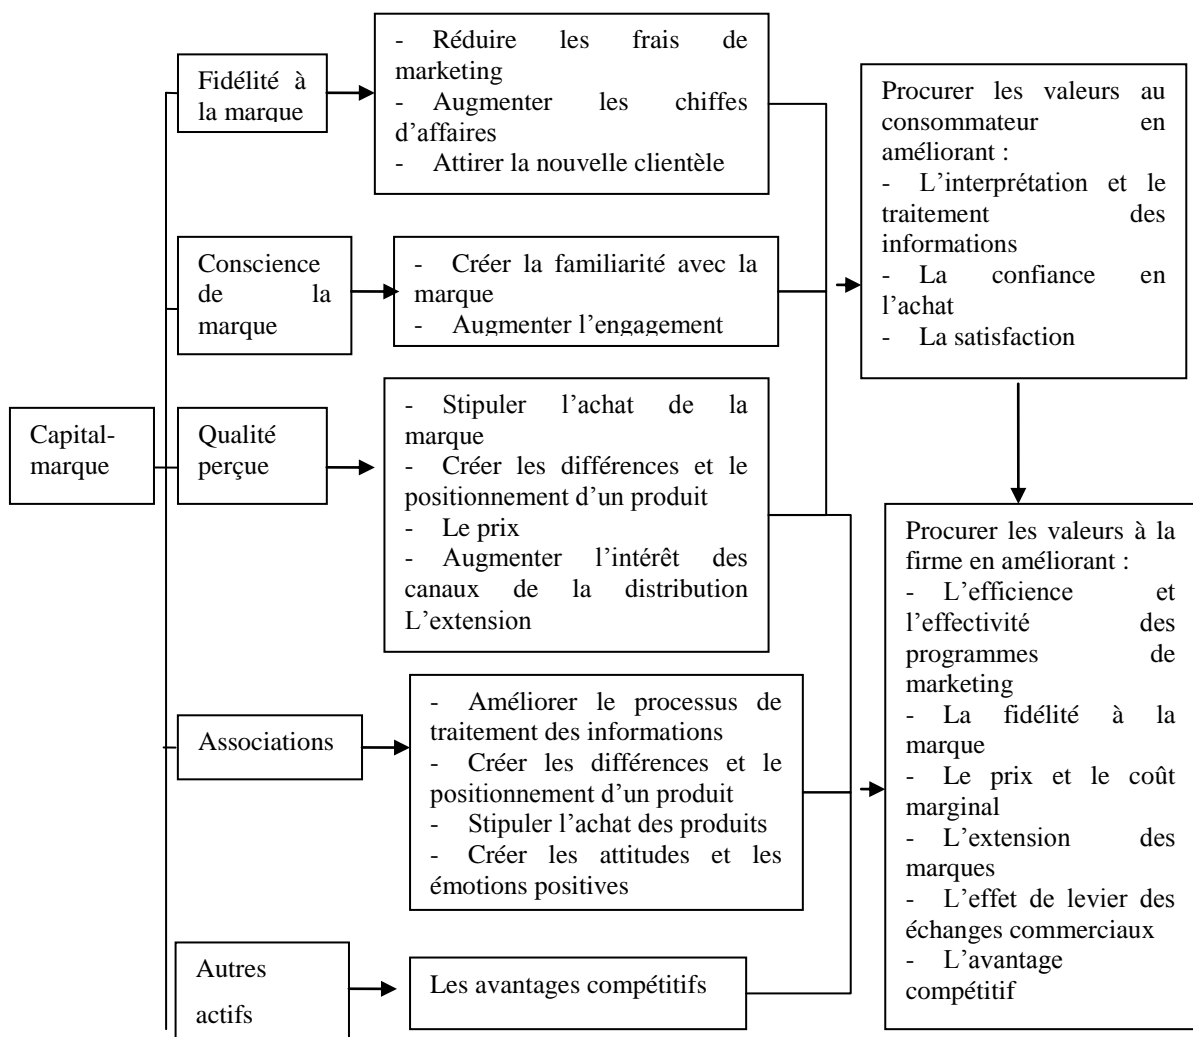 Fidélité à
la marque
- Réduire les frais de
marketing
- Augmenter les chiffes
d’affaires
- Attirer la nouvelle clientèle
Procurer les valeurs au
consommateur en
améliorant :
- L’interprétation et le
traitement des
informations
- La confiance en
l’achat
- La satisfaction
Conscience
de la
marque
- Créer la familiarité avec la
marque
- Augmenter l’engagement
Capital-
marque
Qualité
perçue
- Stipuler l’achat de la
marque
- Créer les différences et le
positionnement d’un produit
- Le prix
- Augmenter l’intérêt des
canaux de la distribution
L’extension
Procurer les valeurs à la
firme en améliorant :
- L’efficience et
l’effectivité des
programmes de
marketing
- La fidélité à la
marque
- Le prix et le coût
marginal
- L’extension des
marques
- L’effet de levier des
échanges commerciaux
- L’avantage
compétitif
Associations
- Améliorer le processus de
traitement des informations
- Créer les différences et le
positionnement d’un produit
- Stipuler l’achat des produits
- Créer les attitudes et les
émotions positives
Autres
actifs
Les avantages compétitifs